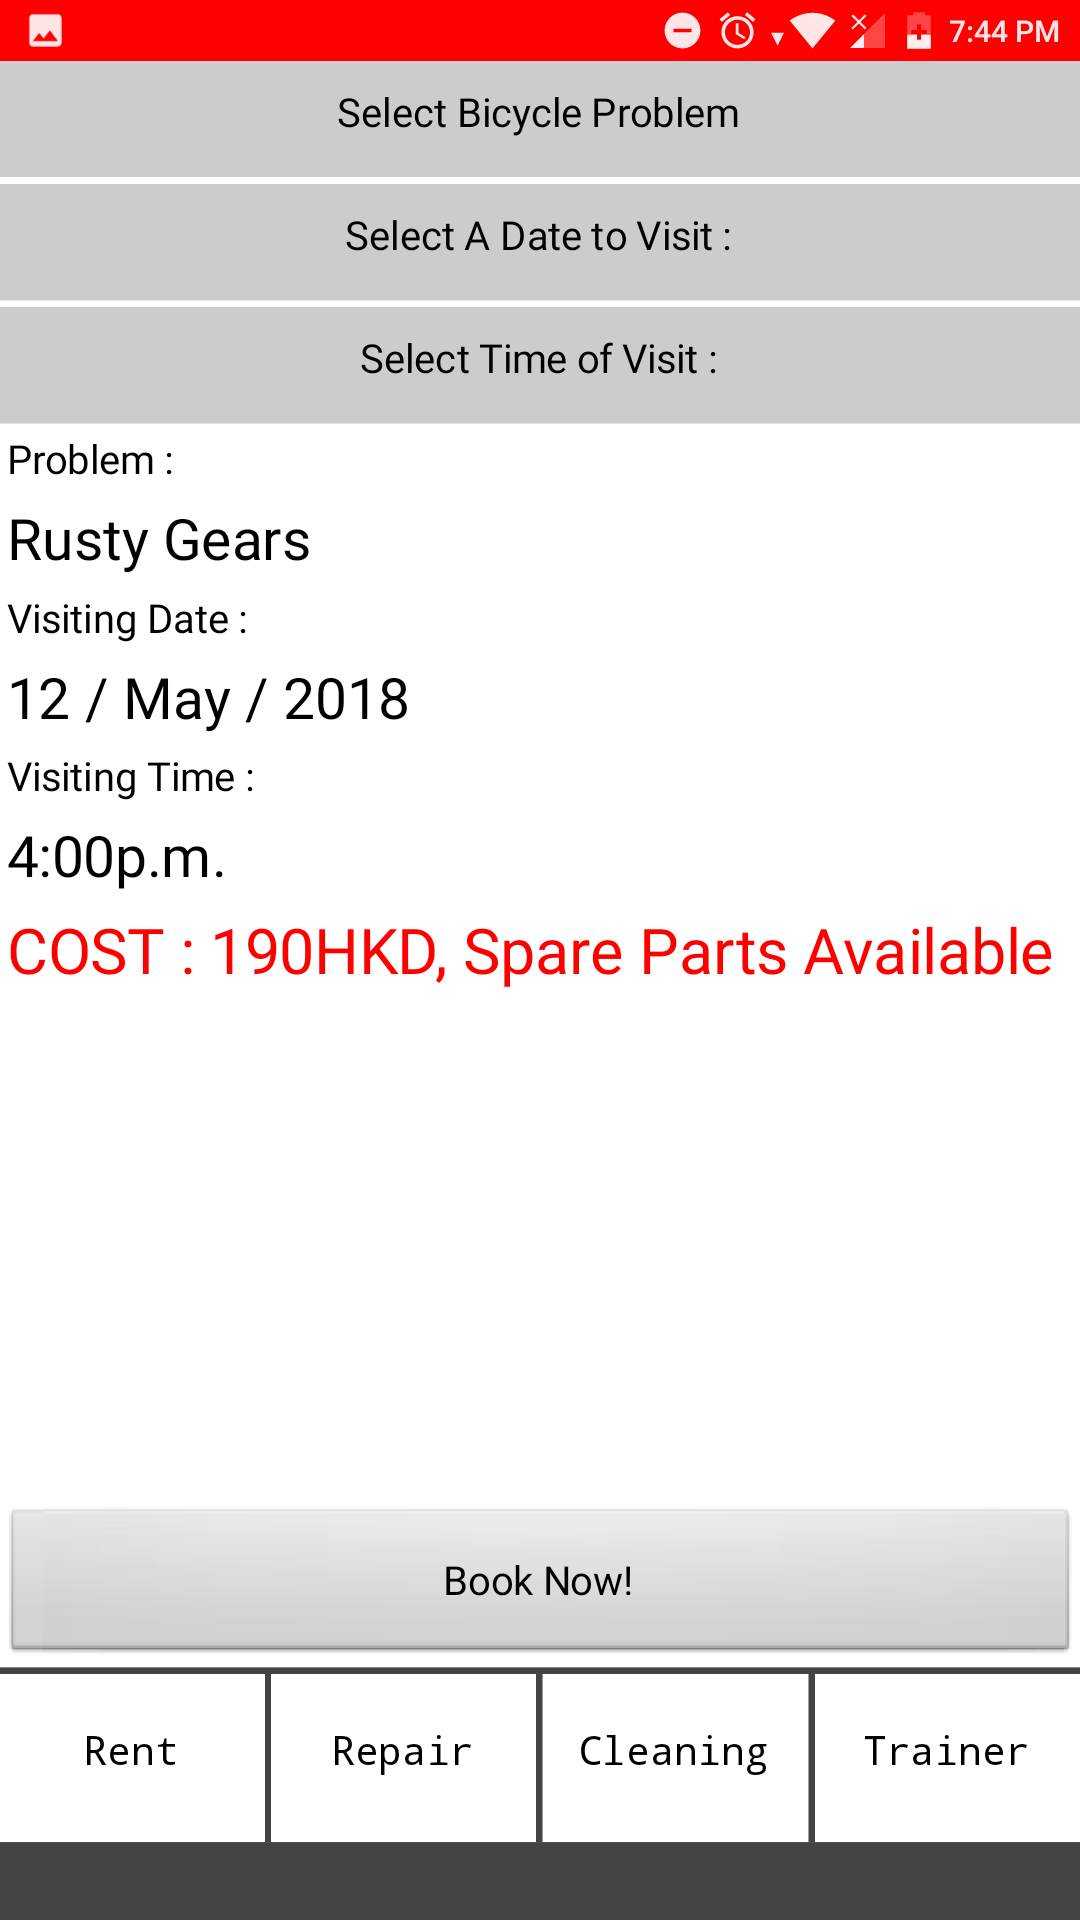 7:44 PM
Select Bicycle Problem
Select A Date to Visit :
Select Time of Visit :
Problem :
Rusty Gears
Visiting Date :
12 / May / 2018
Visiting Time :
4:00p.m.
COST : 190HKD, Spare Parts Available
Book Now!
Rent Repair Cleaning Trainer